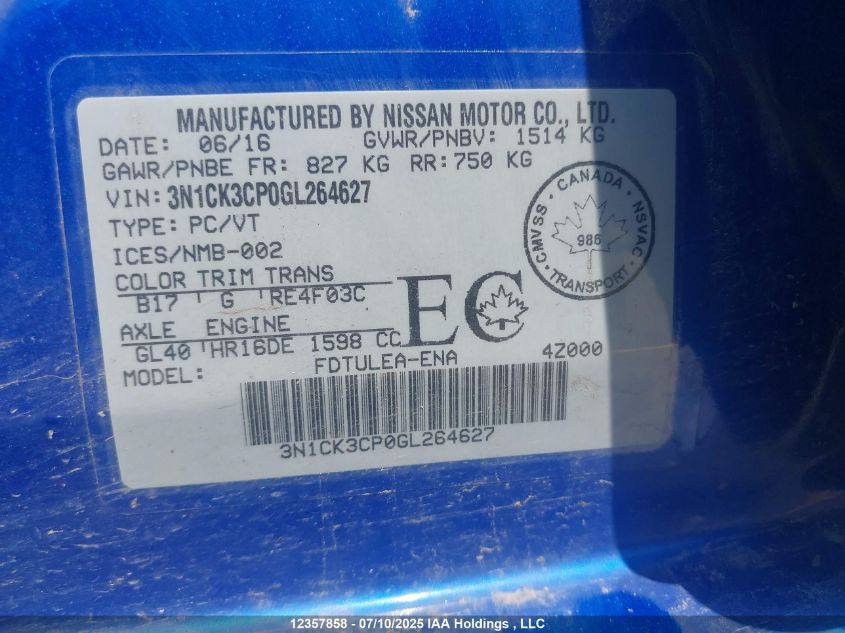 MANUFACTURED BY NISSAN MOTOR CO., LTD.
DATE: 06/16 GVWR/PNBV: 1514 KG
GAWR/PNBE FR: 827 KG RR: 750 KG
VIN: 3N1CK3CP0GL264627
TYPE: PC/VT
ICES/NMB-002
COLOR TRIM TRANS
B17 G RE4F03C
AXLE ENGINE
GL40 HR16DE 1598 CC
MODEL: FDTULEA-ENA 4Z000
EC
CANADA
CMVSS
NSVAC
986
TRANSPORT
3N1CK3CP0GL264627
12357858 - 07/10/2025 IAA Holdings , LLC